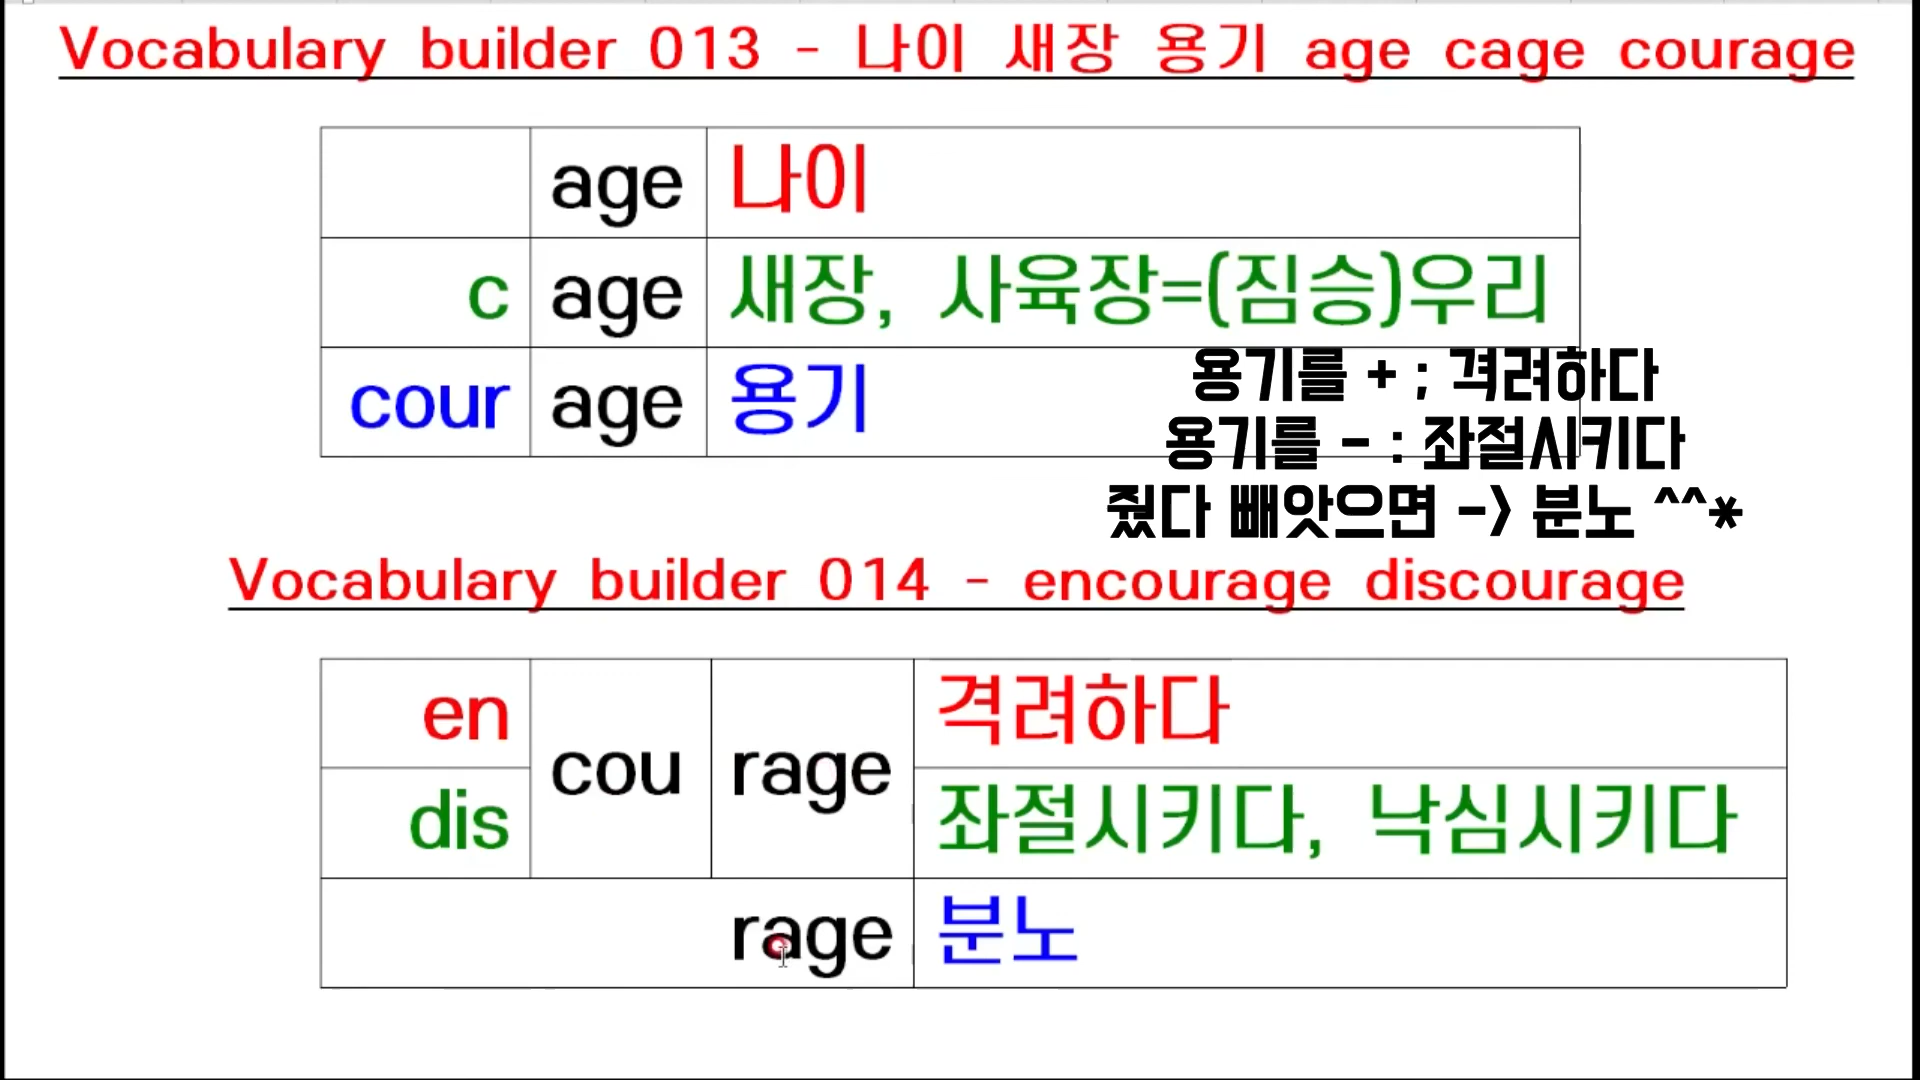 Vocabulary builder 013 - 나이 새장 용기 age cage courage
age 나이
c age 새장, 사육장=(짐승)우리
cour age 용기
용기를 + ; 격려하다
용기를 - : 좌절시키다
줬다 빼앗으면 -> 분노 ^^*
Vocabulary builder 014 - encourage discourage
en cou rage 격려하다
dis 좌절시키다, 낙심시키다
rage 분노